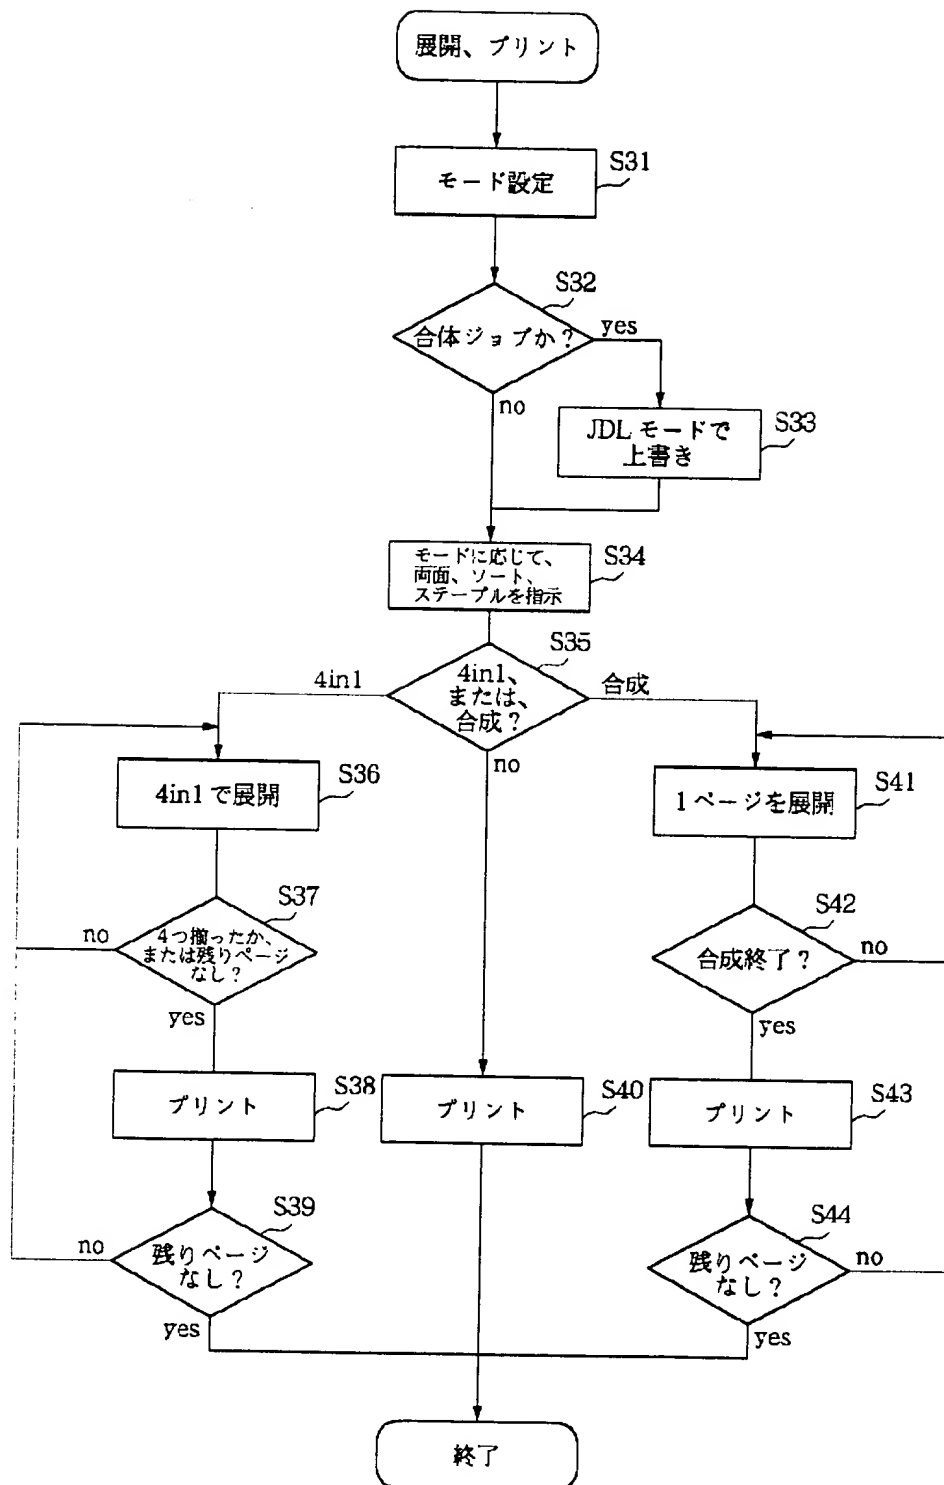 展開、プリント
モード設定
S31
S32
合体ジョブか?
yes
no
JDLモードで
上書き
S33
モードに応じて、
両面、ソート、
ステープルを指示
S34
S35
4in1
4in1、
または、
合成?
合成
no
4in1で展開
S36
1ページを展開
S41
S37
4つ揃ったか、
または残りページ
なし?
no
yes
S42
合成終了?
no
yes
プリント
S38
プリント
S40
プリント
S43
S39
残りページ
なし?
no
yes
S44
残りページ
なし?
no
yes
終了